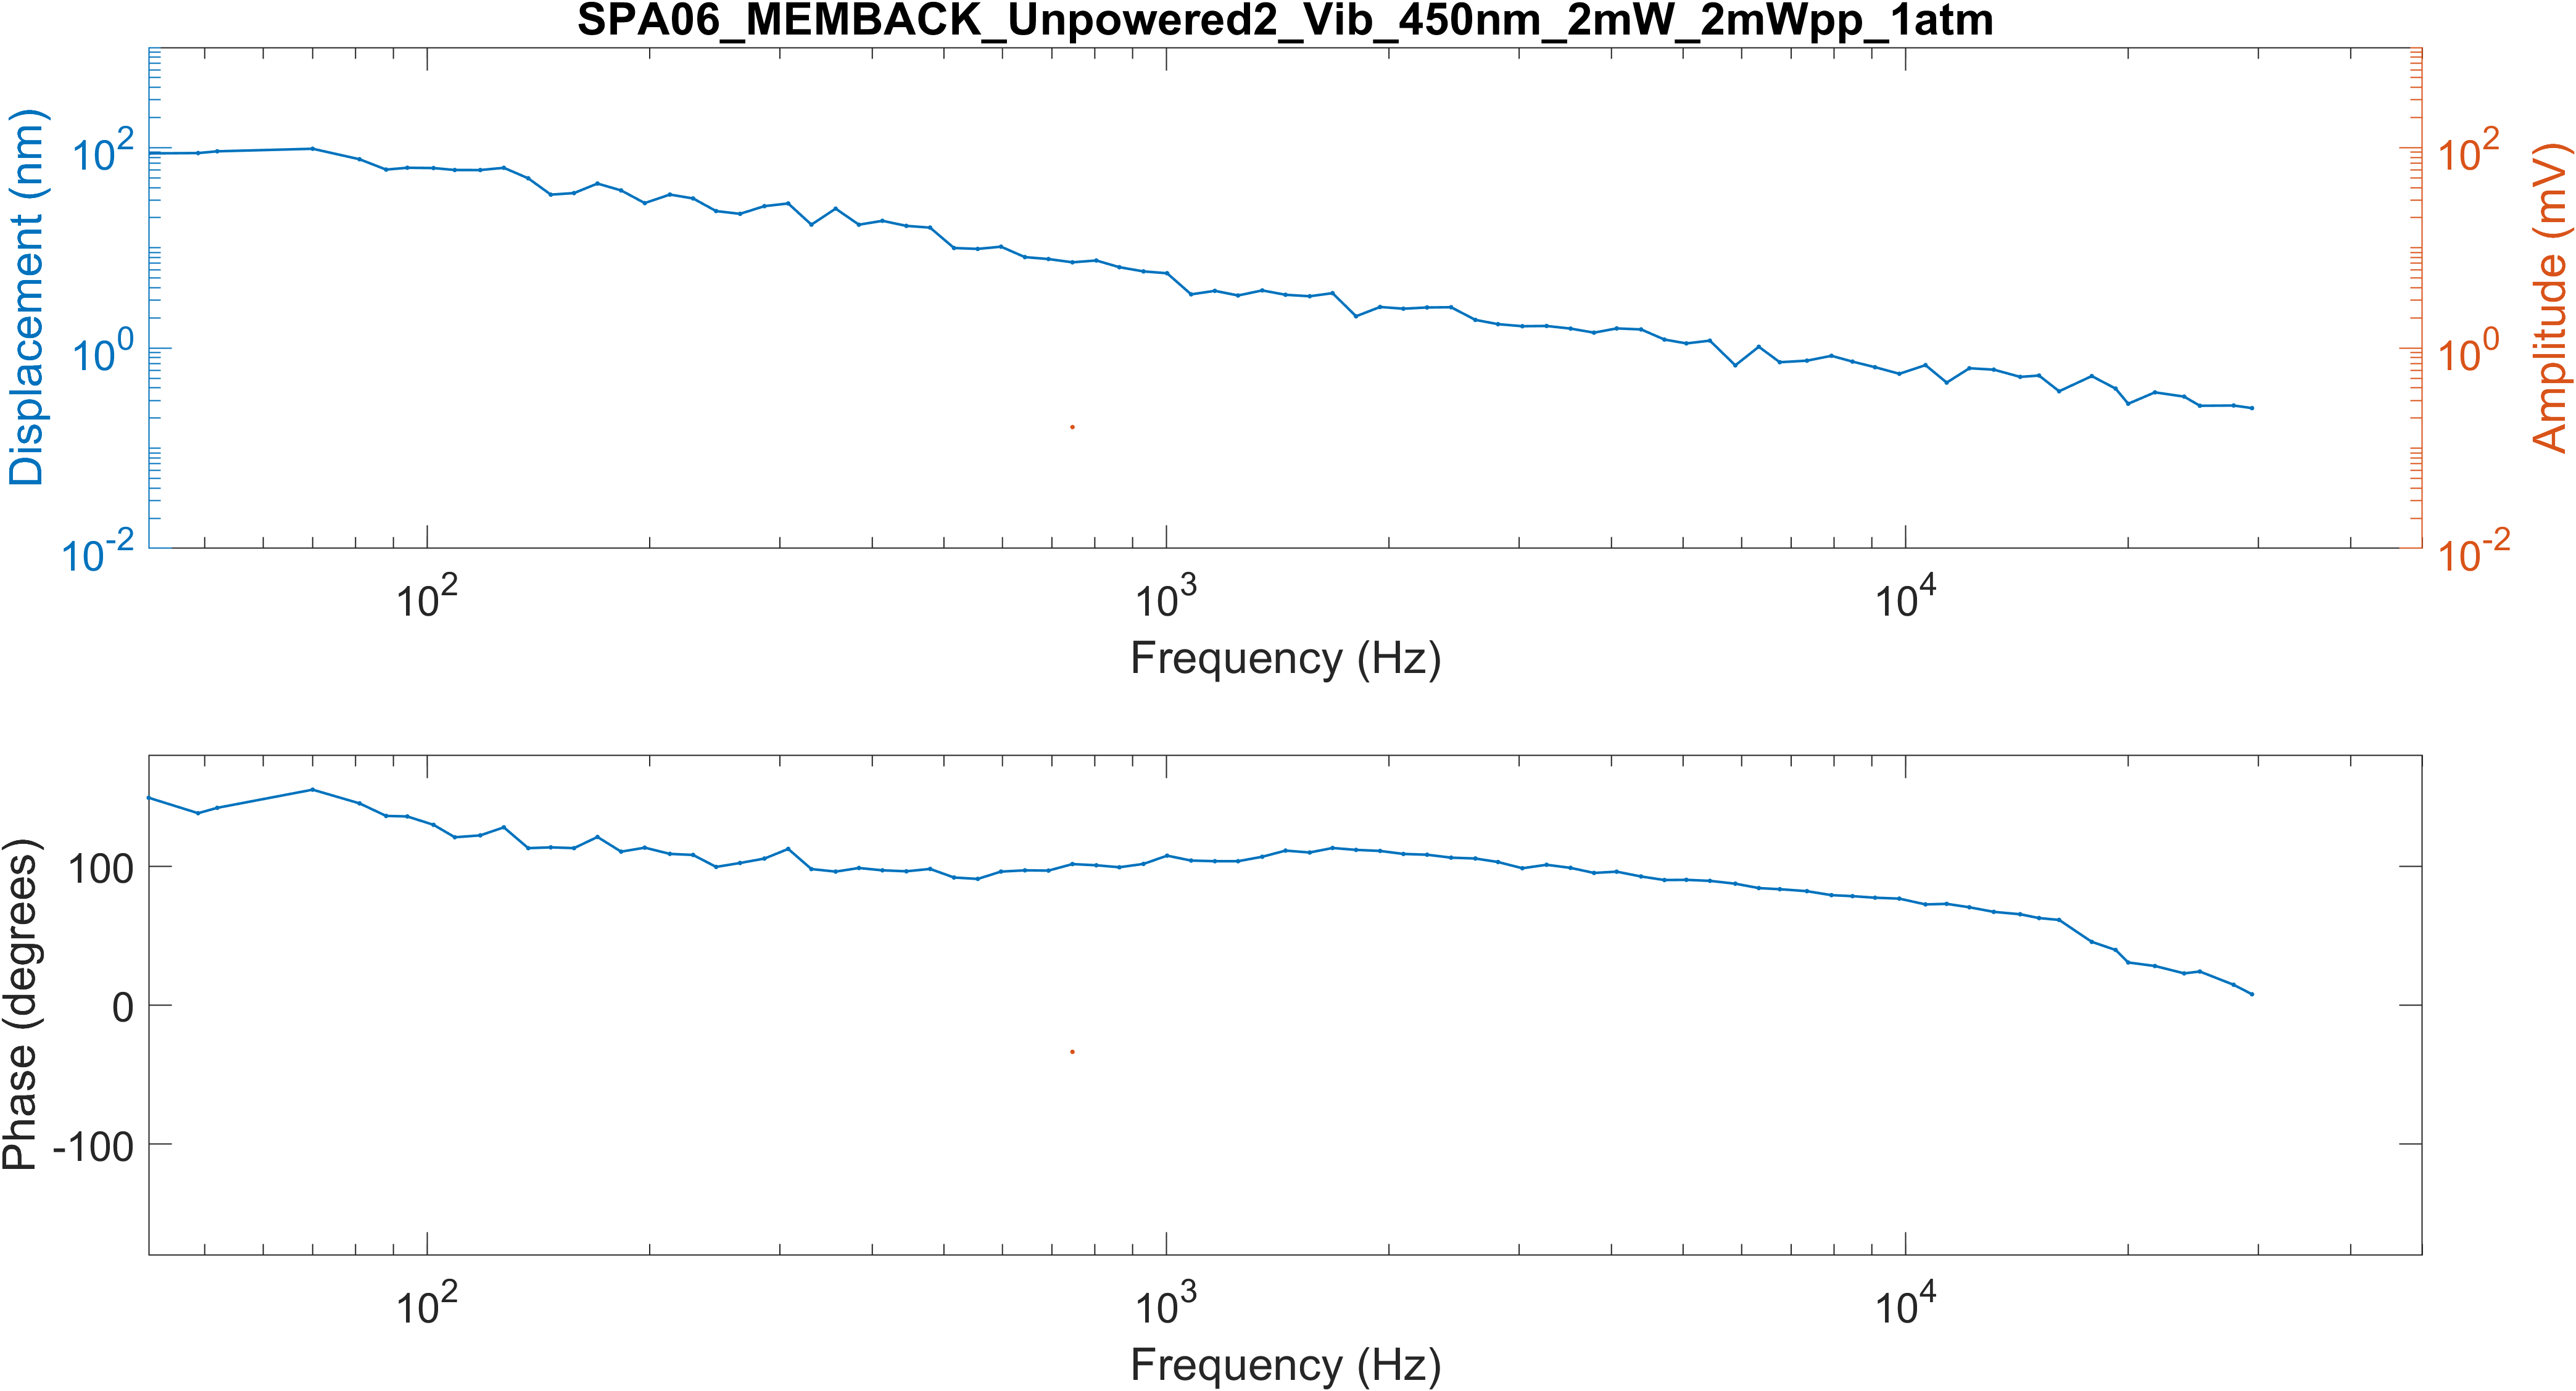 SPA06_MEMBACK_Unpowered2_Vib_450nm_2mW_2mWpp_1atm
Displacement (nm)
10^2
10^0
10^-2
10^2
10^0
10^-2
Amplitude (mV)
10^2 10^3 10^4
Frequency (Hz)
Phase (degrees)
100
0
-100
10^2 10^3 10^4
Frequency (Hz)